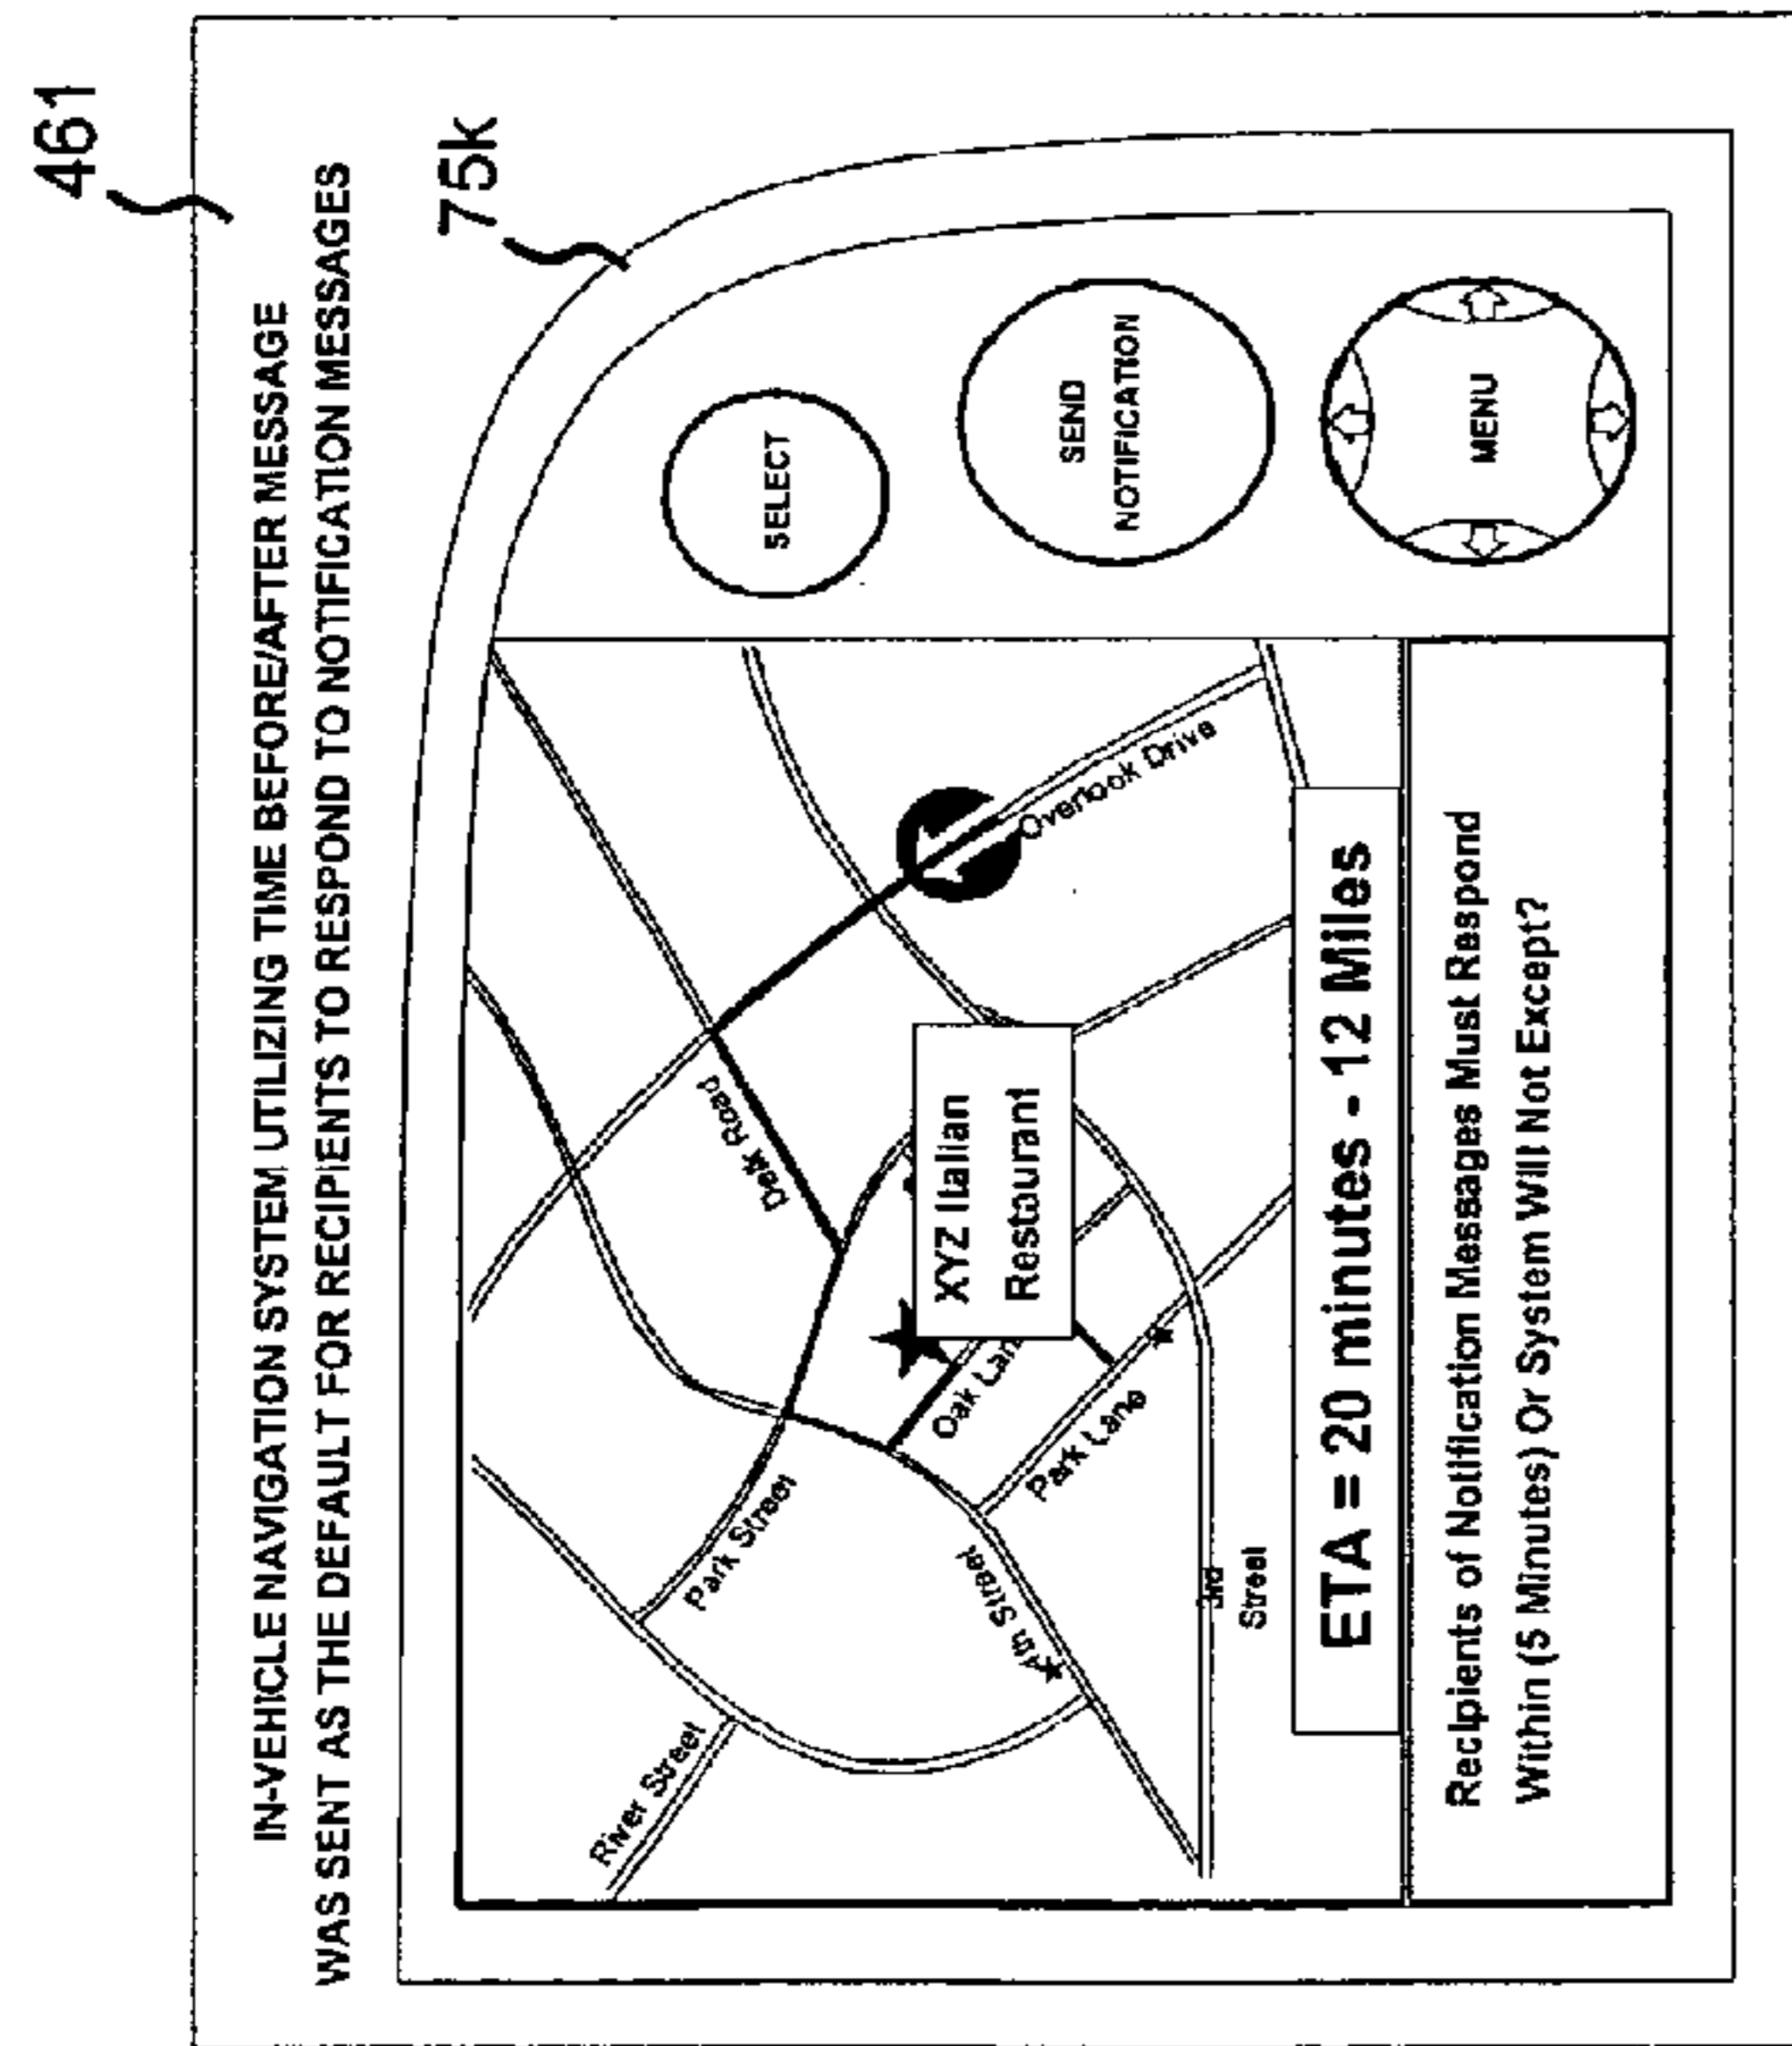 461
IN-VEHICLE NAVIGATION SYSTEM UTILIZING TIME BEFORE/AFTER MESSAGE
WAS SENT AS THE DEFAULT FOR RECIPIENTS TO RESPOND TO NOTIFICATION MESSAGES
75k
River Street
Park Street
Delk Road
4th Street
Oak Lan
Park Lane
XYZ Italian
Restaurant
Overlook Drive
3rd
Street
ETA = 20 minutes - 12 Miles
Recipients of Notification Messages Must Respond
Within (5 Minutes) Or System Will Not Except?
SELECT
SEND
NOTIFICATION
MENU